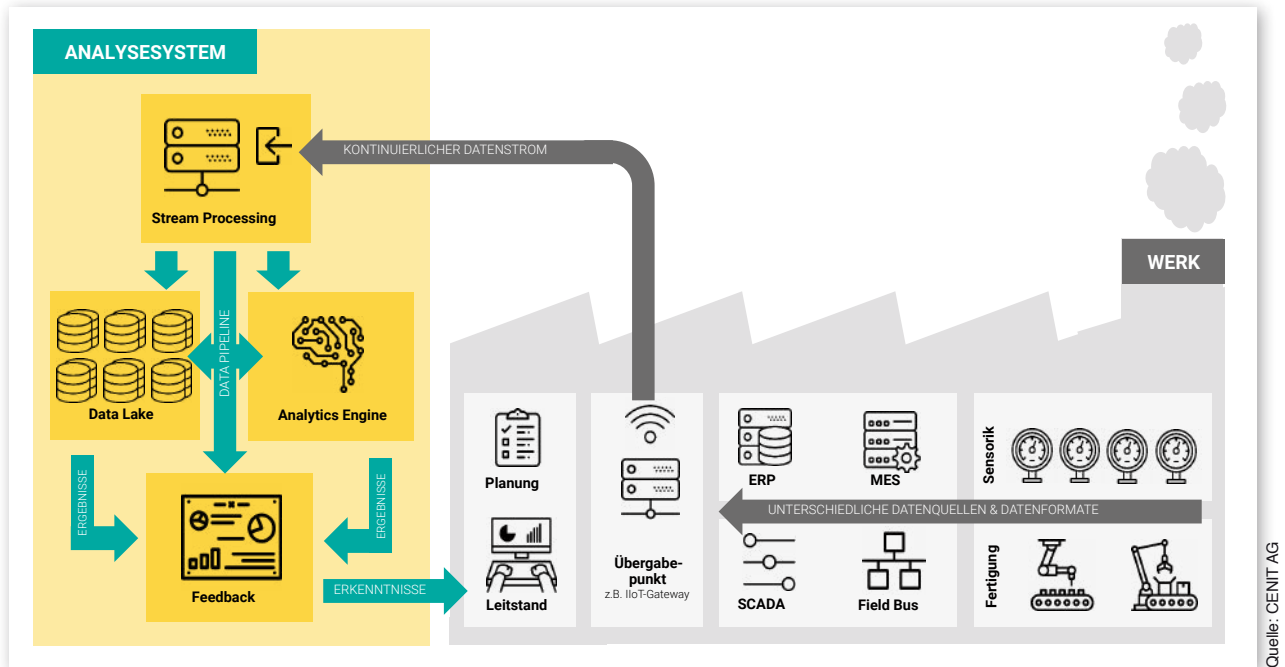 ANALYSESYSTEM
Stream Processing
KONTINUIERLICHER DATENSTROM
WERK
DATA PIPELINE
Data Lake
Analytics Engine
ERGEBNISSE
ERGEBNISSE
Feedback
ERKENNTNISSE
Planung
Leitstand
Übergabe-
punkt
z.B. IIoT-Gateway
ERP
MES
Sensorik
UNTERSCHIEDLICHE DATENQUELLEN & DATENFORMATE
SCADA
Field Bus
Fertigung
Quelle: CENIT AG